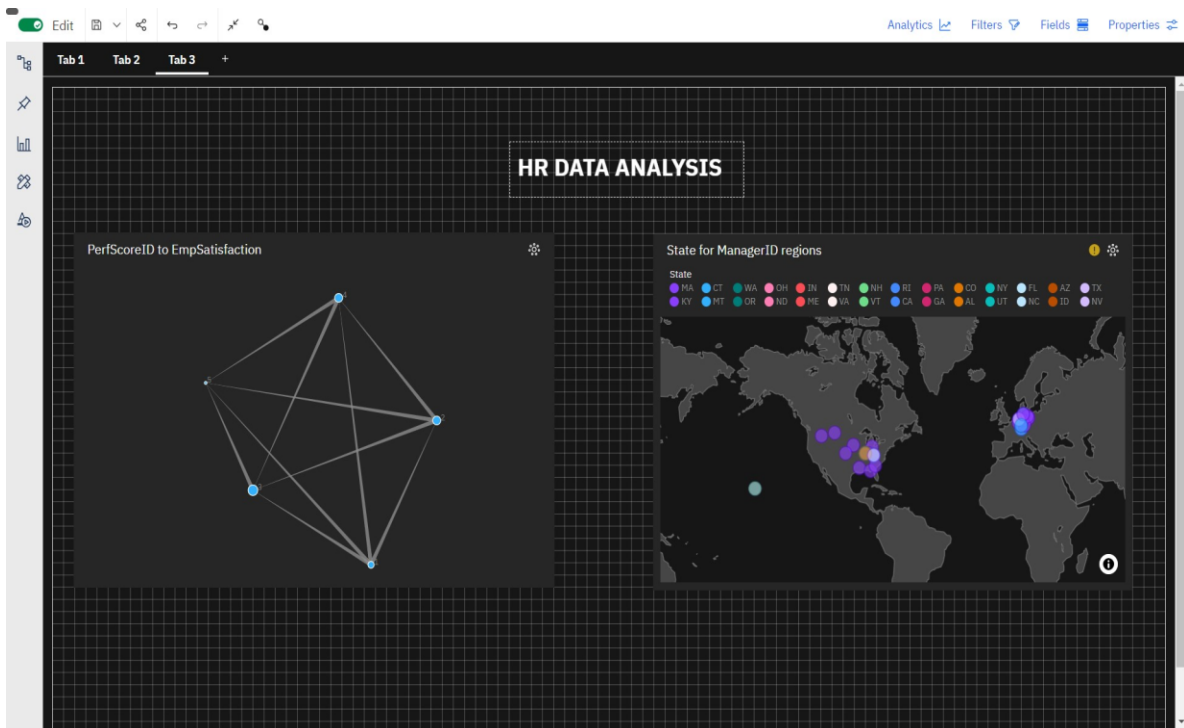 Edit
Analytics
Filters
Fields
Properties
Tab 1
Tab 2
Tab 3
+
HR DATA ANALYSIS
PerfScoreID to EmpSatisfaction
State for ManagerID regions
State
MA CT WA OH IN TN NH RI PA CO NY FL AZ TX
KY MT OR ND ME VA VT CA GA AL UT NC ID NV